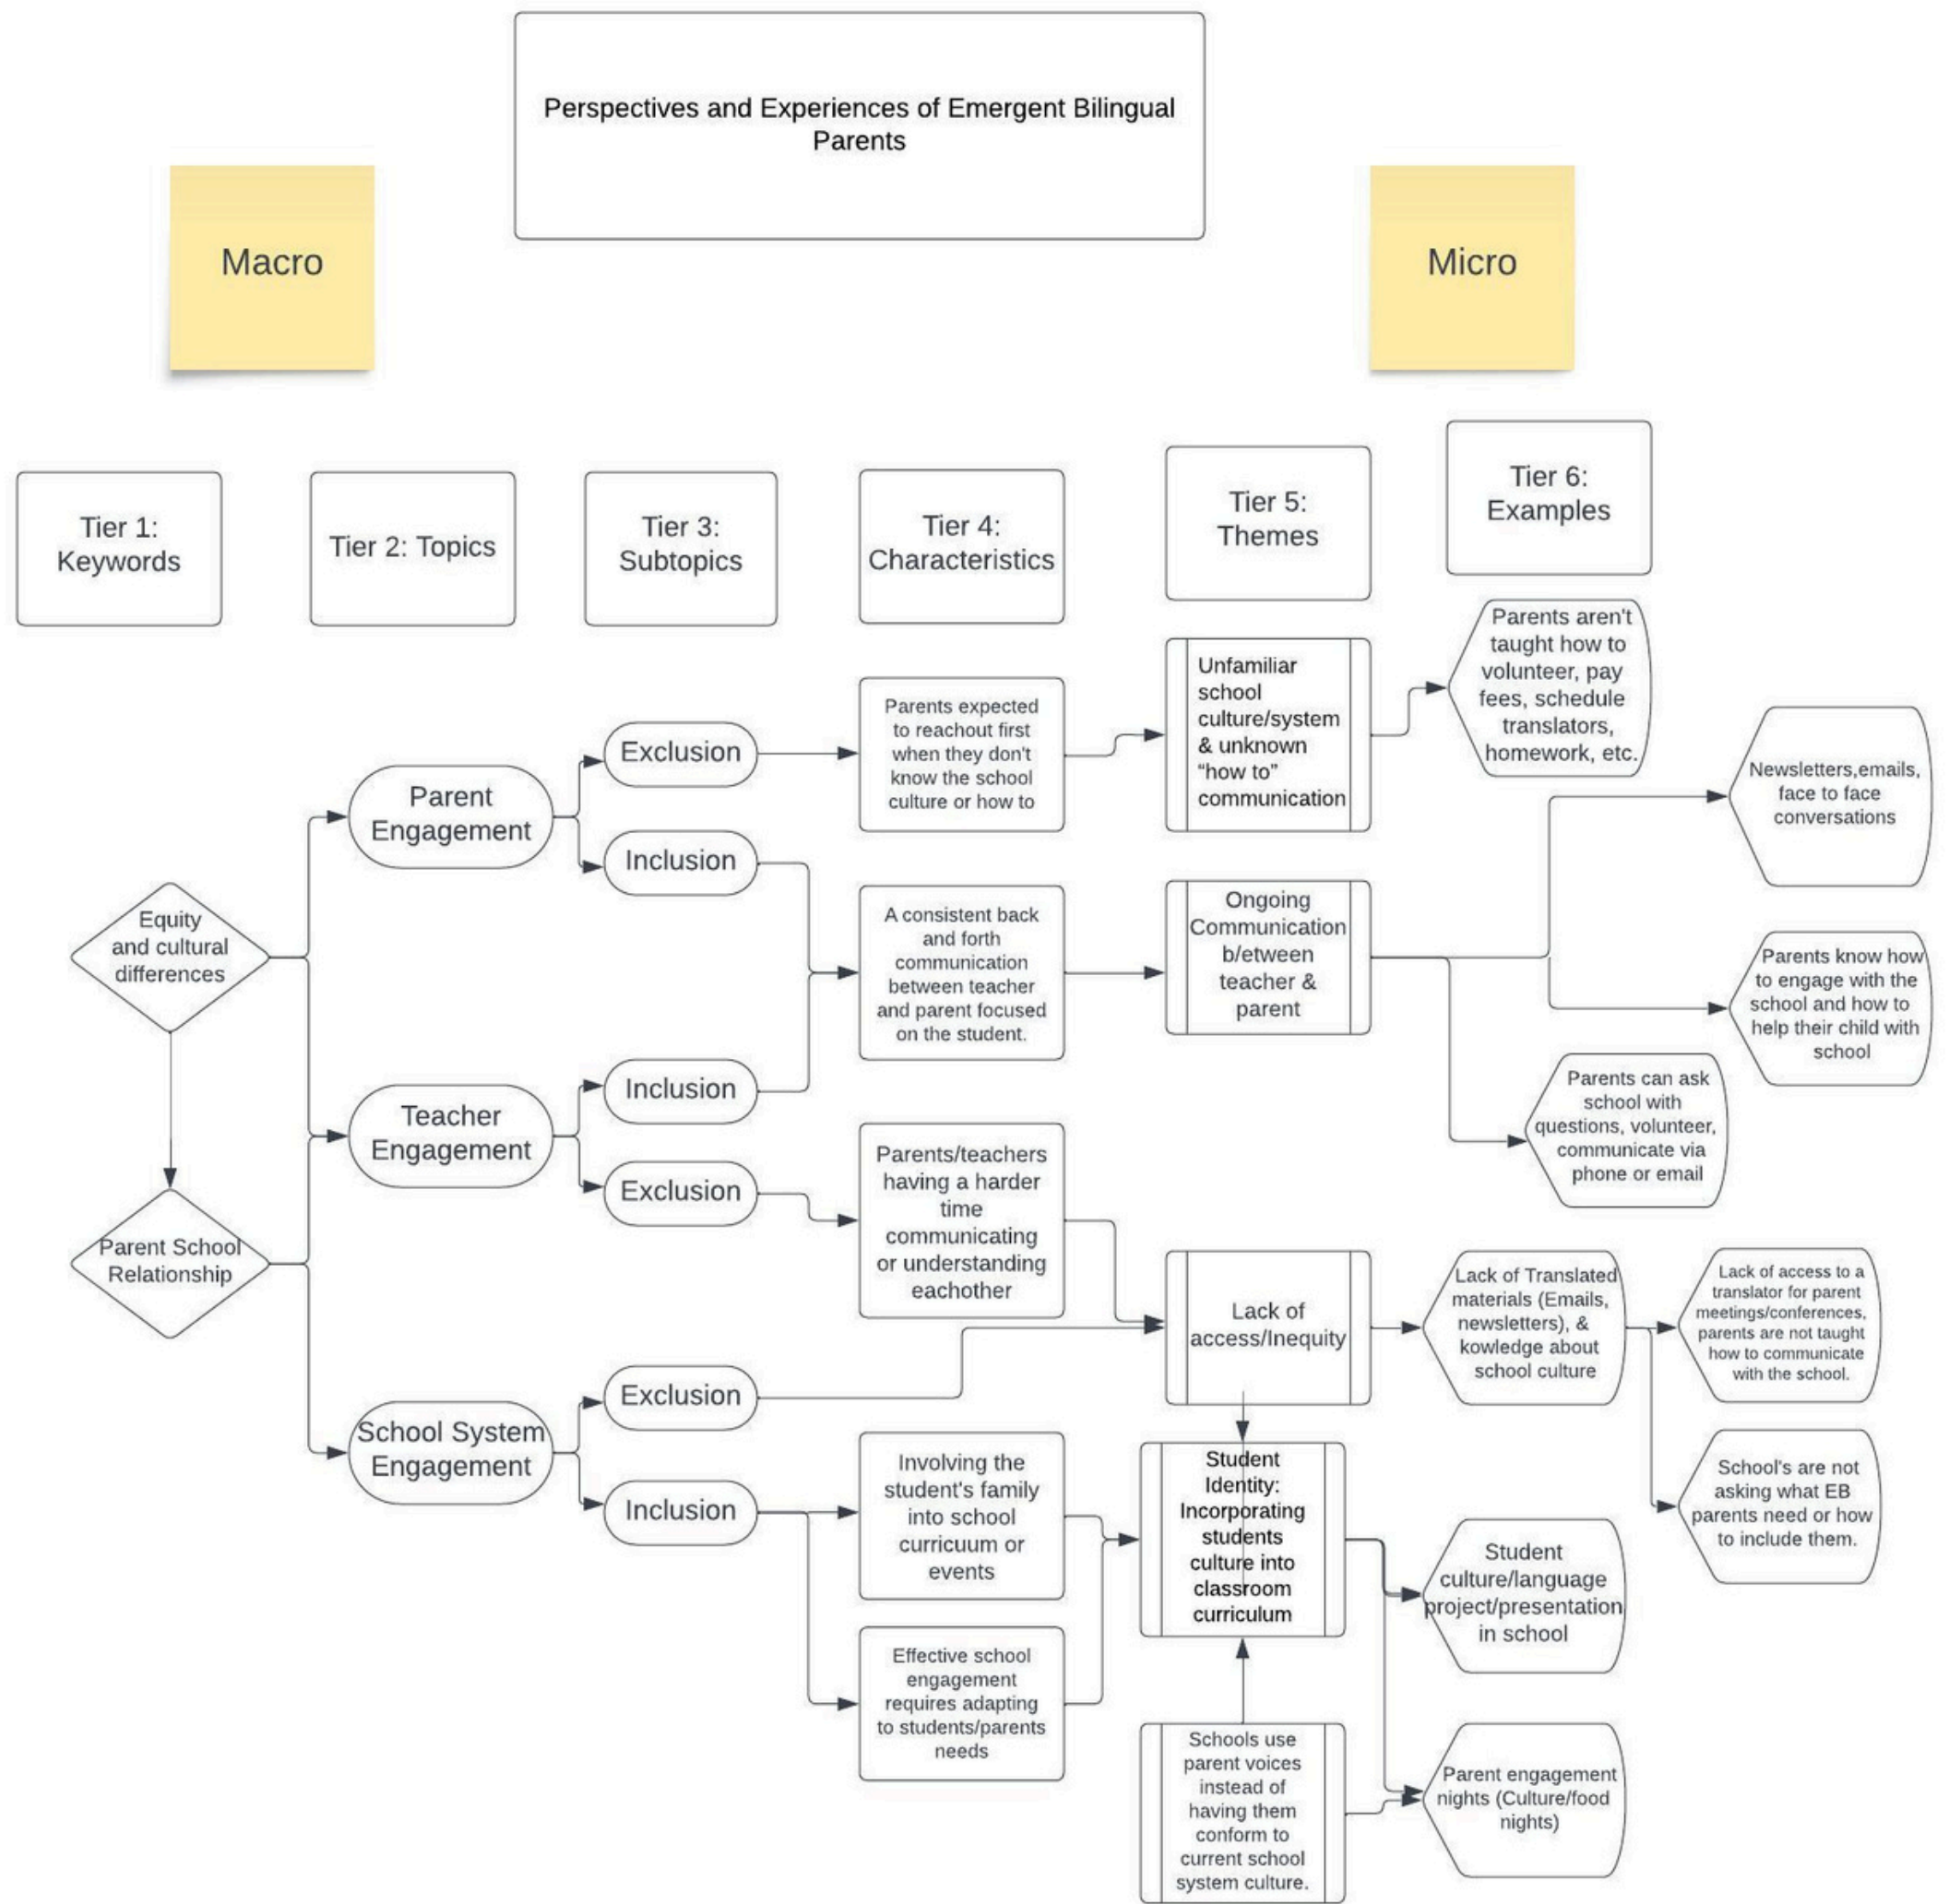 Perspectives and Experiences of Emergent Bilingual
Parents
Macro
Micro
Tier 1:
Keywords
Tier 2: Topics
Tier 3:
Subtopics
Tier 4:
Characteristics
Tier 5:
Themes
Tier 6:
Examples
Equity
and cultural
differences
Parent School
Relationship
Parent
Engagement
Teacher
Engagement
School System
Engagement
Exclusion
Inclusion
Inclusion
Exclusion
Exclusion
Inclusion
Parents expected
to reachout first
when they don't
know the school
culture or how to
A consistent back
and forth
communication
between teacher
and parent focused
on the student.
Parents/teachers
having a harder
time
communicating
or understanding
eachother
Involving the
student's family
into school
curricuum or
events
Effective school
engagement
requires adapting
to students/parents
needs
Unfamiliar
school
culture/system
& unknown
“how to”
communication
Ongoing
Communication
b/etween
teacher &
parent
Lack of
access/Inequity
Student
Identity:
Incorporating
students
culture into
classroom
curriculum
Schools use
parent voices
instead of
having them
conform to
current school
system culture.
Parents aren't
taught how to
volunteer, pay
fees, schedule
translators,
homework, etc.
Newsletters,emails,
face to face
conversations
Parents know how
to engage with the
school and how to
help their child with
school
Parents can ask
school with
questions, volunteer,
communicate via
phone or email
Lack of Translated
materials (Emails,
newsletters), &
kowledge about
school culture
Lack of access to a
translator for parent
meetings/conferences,
parents are not taught
how to communicate
with the school.
School's are not
asking what EB
parents need or how
to include them.
Student
culture/language
project/presentation
in school
Parent engagement
nights (Culture/food
nights)